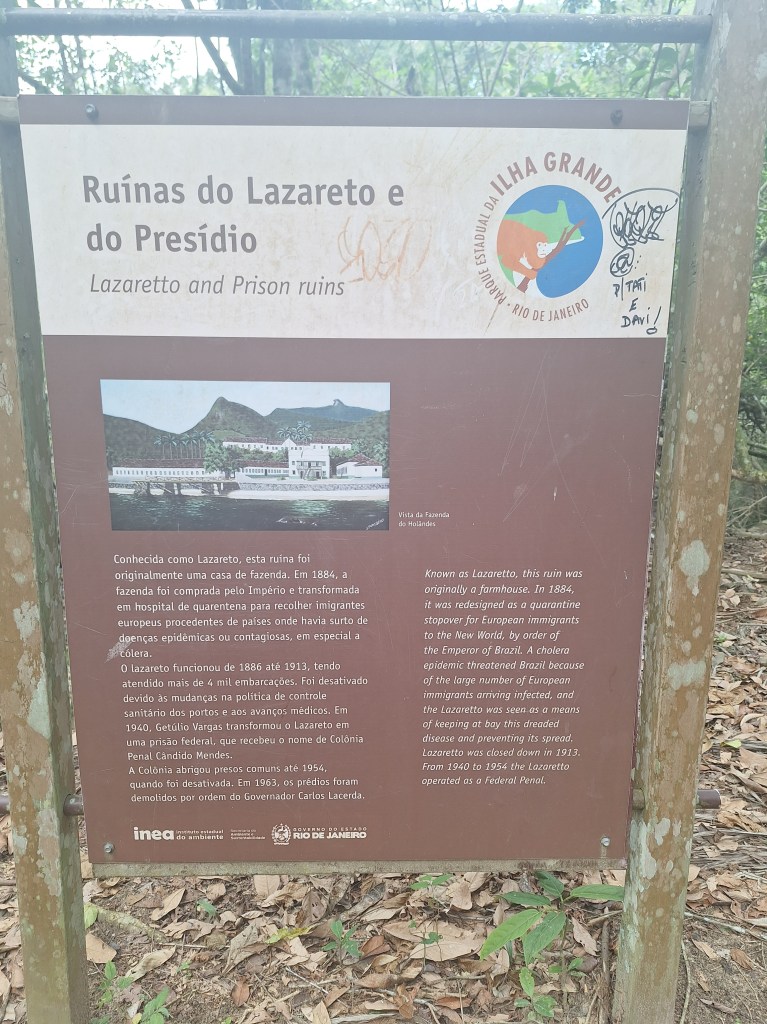 Ruínas do Lazareto e
do Presídio
Lazaretto and Prison ruins
PARQUE ESTADUAL DA ILHA GRANDE
• RIO DE JANEIRO
@:
P/ TATI
E
DAVI!
Vista da Fazenda
do Holândes
Conhecida como Lazareto, esta ruína foi
originalmente uma casa de fazenda. Em 1884, a
fazenda foi comprada pelo Império e transformada
em hospital de quarentena para recolher imigrantes
europeus procedentes de países onde havia surto de
doenças epidêmicas ou contagiosas, em especial a
cólera.
O lazareto funcionou de 1886 até 1913, tendo
atendido mais de 4 mil embarcações. Foi desativado
devido às mudanças na política de controle
sanitário dos portos e aos avanços médicos. Em
1940, Getúlio Vargas transformou o Lazareto em
uma prisão federal, que recebeu o nome de Colônia
Penal Cândido Mendes.
A Colônia abrigou presos comuns até 1954,
quando foi desativada. Em 1963, os prédios foram
demolidos por ordem do Governador Carlos Lacerda.
Known as Lazaretto, this ruin was
originally a farmhouse. In 1884,
it was redesigned as a quarantine
stopover for European immigrants
to the New World, by order of
the Emperor of Brazil. A cholera
epidemic threatened Brazil because
of the large number of European
immigrants arriving infected, and
the Lazaretto was seen as a means
of keeping at bay this dreaded
disease and preventing its spread.
Lazaretto was closed down in 1913.
From 1940 to 1954 the Lazaretto
operated as a Federal Penal.
inea instituto estadual
do ambiente
GOVERNO DO ESTADO
RIO DE JANEIRO